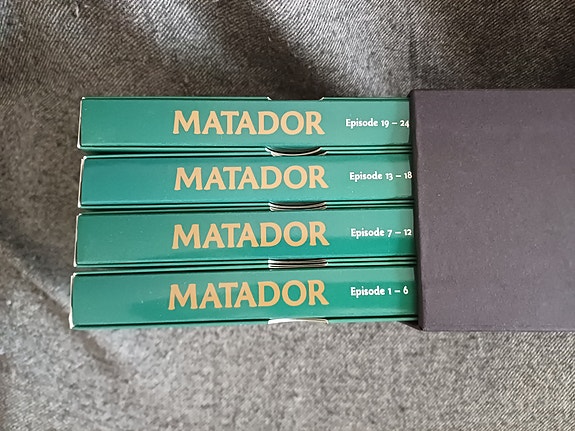 MATADOR Episode 19 – 24
MATADOR Episode 13 – 18
MATADOR Episode 7 – 12
MATADOR Episode 1 – 6